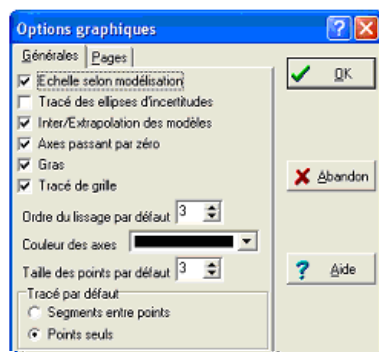 Options graphiques
Générales
Pages
Echelle selon modélisation
Tracé des ellipses d'incertitudes
Inter/Extrapolation des modèles
Axes passant par zéro
Gras
Tracé de grille
Ordre du lissage par défaut 3
Couleur des axes
Taille des points par défaut 3
Tracé par défaut
Segments entre points
Points seuls
OK
Abandon
Aide